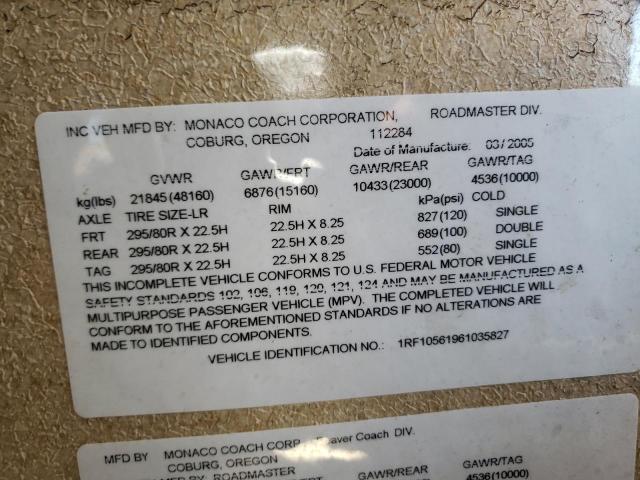 INC VEH MFD BY: MONACO COACH CORPORATION, ROADMASTER DIV.
COBURG, OREGON 112284
Date of Manufacture: 03/2005
GVWR GAWR/FRT GAWR/REAR GAWR/TAG
kg(lbs) 21845(48160) 6876(15160) 10433(23000) 4536(10000)
AXLE TIRE SIZE-LR RIM kPa(psi) COLD
FRT 295/80R X 22.5H 22.5H X 8.25 827(120) SINGLE
REAR 295/80R X 22.5H 22.5H X 8.25 689(100) DOUBLE
TAG 295/80R X 22.5H 22.5H X 8.25 552(80) SINGLE
THIS INCOMPLETE VEHICLE CONFORMS TO U.S. FEDERAL MOTOR VEHICLE
SAFETY STANDARDS 102, 106, 119, 120, 121, 124 AND MAY BE MANUFACTURED AS A
MULTIPURPOSE PASSENGER VEHICLE (MPV). THE COMPLETED VEHICLE WILL
CONFORM TO THE AFOREMENTIONED STANDARDS IF NO ALTERATIONS ARE
MADE TO IDENTIFIED COMPONENTS.
VEHICLE IDENTIFICATION NO.: 1RF10561961035827
MFD BY MONACO COACH CORP. Beaver Coach DIV.
COBURG, OREGON
MFD BY: ROADMASTER GAWR/REAR GAWR/TAG
4536(10000)